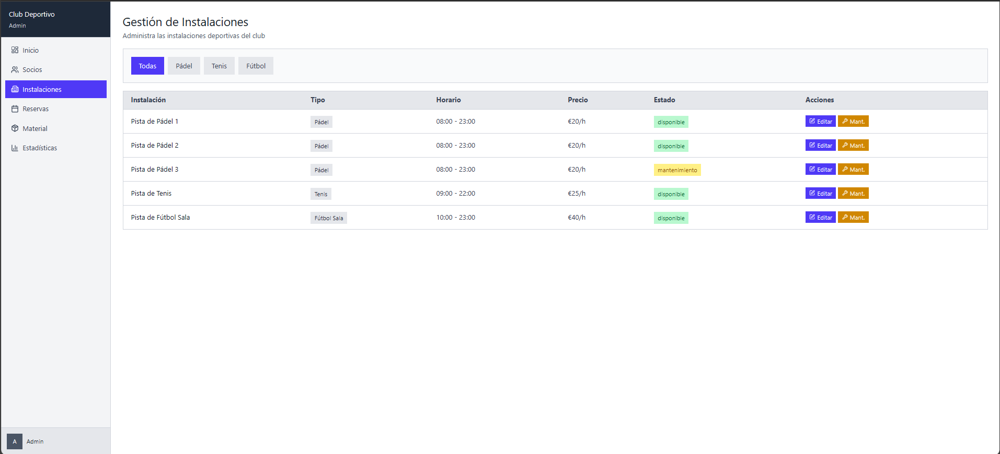 Club Deportivo
Admin
Inicio
Socios
Instalaciones
Reservas
Material
Estadísticas
A Admin
Gestión de Instalaciones
Administra las instalaciones deportivas del club
Todas Pádel Tenis Fútbol
Instalación Tipo Horario Precio Estado Acciones
Pista de Pádel 1 Pádel 08:00 - 23:00 €20/h disponible Editar Mant.
Pista de Pádel 2 Pádel 08:00 - 23:00 €20/h disponible Editar Mant.
Pista de Pádel 3 Pádel 08:00 - 23:00 €20/h mantenimiento Editar Mant.
Pista de Tenis Tenis 09:00 - 22:00 €25/h disponible Editar Mant.
Pista de Fútbol Sala Fútbol Sala 10:00 - 23:00 €40/h disponible Editar Mant.